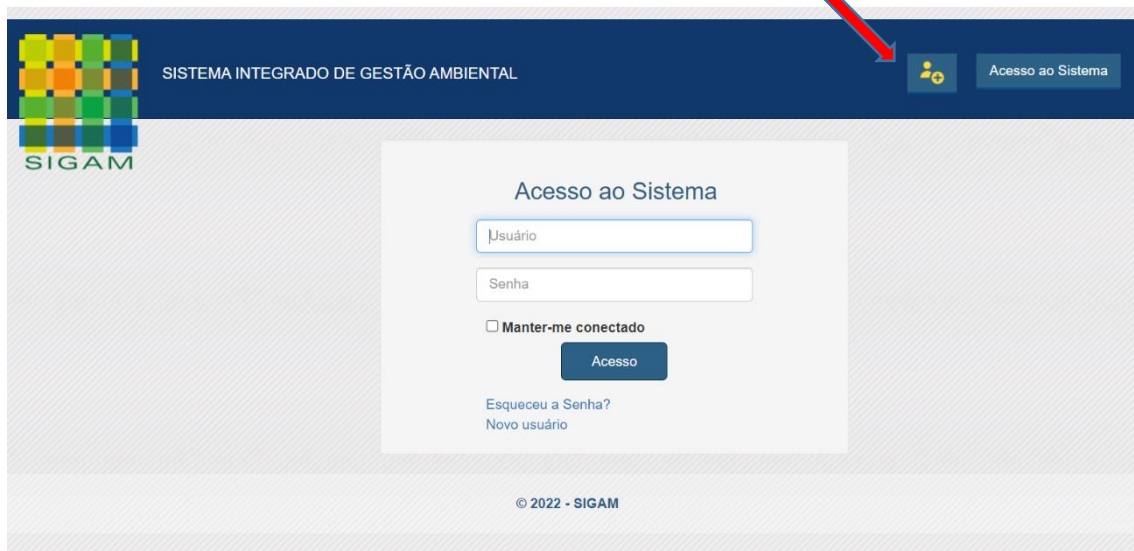 SISTEMA INTEGRADO DE GESTÃO AMBIENTAL
Acesso ao Sistema
SIGAM
Acesso ao Sistema
Usuário
Senha
Manter-me conectado
Acesso
Esqueceu a Senha?
Novo usuário
© 2022 - SIGAM